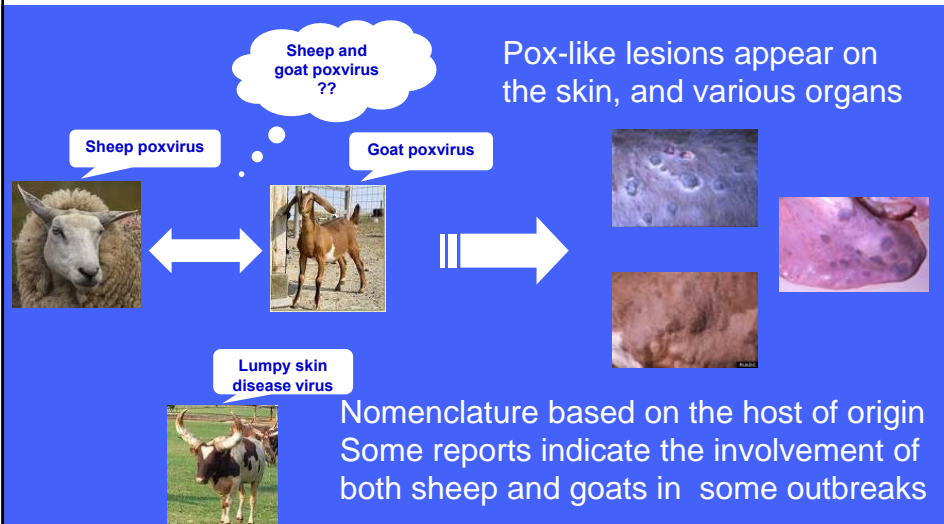 Sheep and
goat poxvirus
??
Pox-like lesions appear on
the skin, and various organs
Sheep poxvirus
Goat poxvirus
Lumpy skin
disease virus
Nomenclature based on the host of origin
Some reports indicate the involvement of
both sheep and goats in some outbreaks